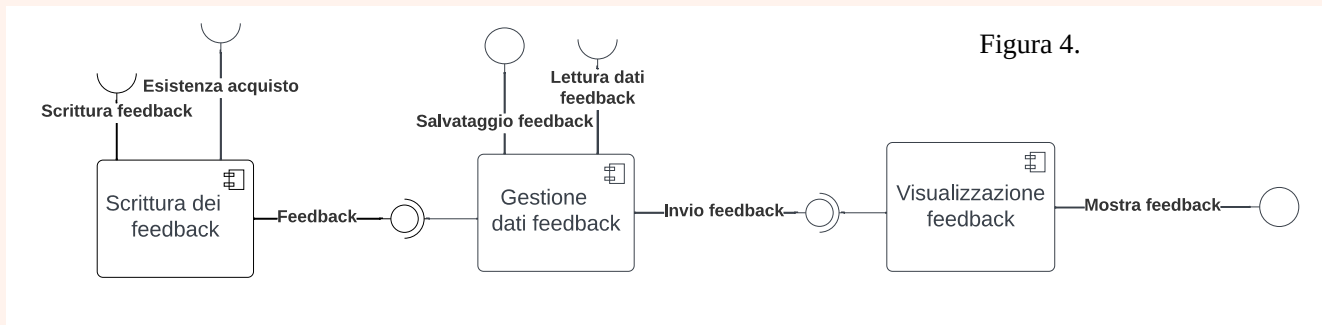 Figura 4.
Esistenza acquisto
Scrittura feedback
Lettura dati
feedback
Salvataggio feedback
Scrittura dei
feedback
Feedback
Gestione
dati feedback
Invio feedback
Visualizzazione
feedback
Mostra feedback